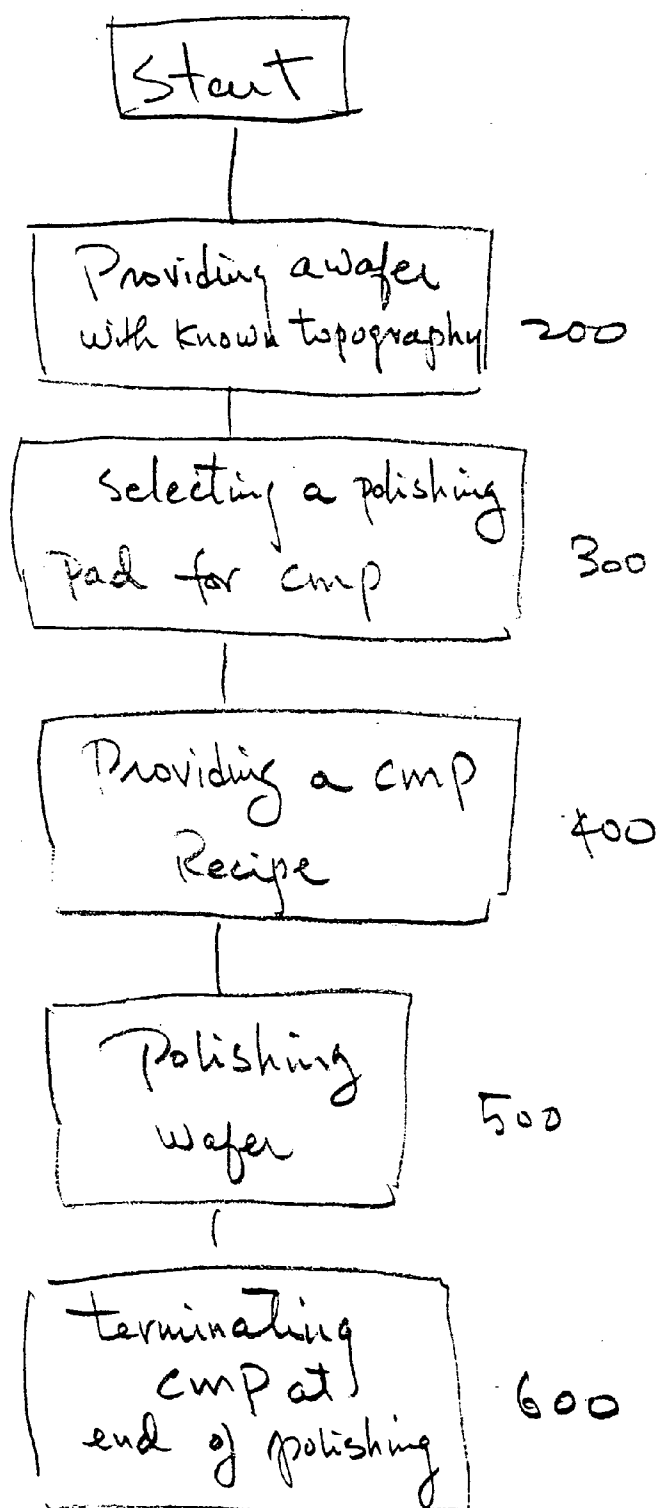 Start
Providing a wafer
with known topography
200
selecting a polishing
Pad for cmp
300
Providing a cmp
Recipe
400
Polishing
wafer
500
terminating
cmp at
end of polishing
600